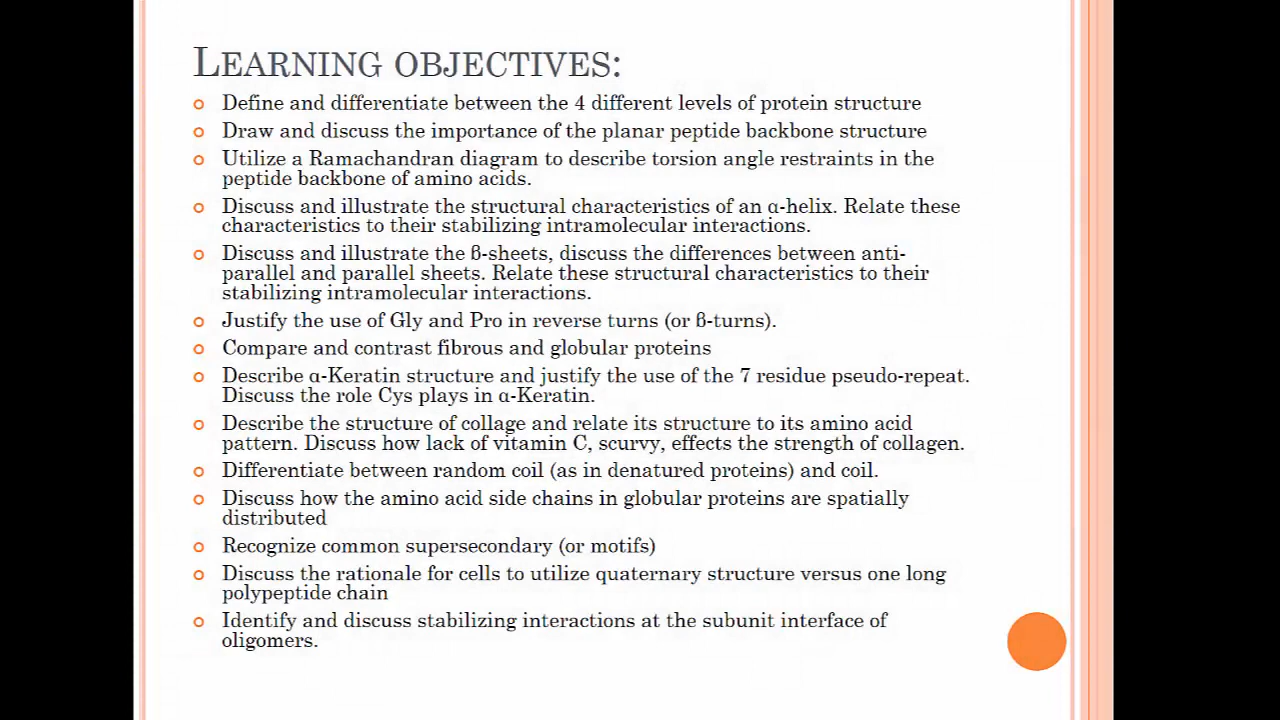 LEARNING OBJECTIVES:
Define and differentiate between the 4 different levels of protein structure
Draw and discuss the importance of the planar peptide backbone structure
Utilize a Ramachandran diagram to describe torsion angle restraints in the
peptide backbone of amino acids.
Discuss and illustrate the structural characteristics of an α-helix. Relate these
characteristics to their stabilizing intramolecular interactions.
Discuss and illustrate the β-sheets, discuss the differences between anti-
parallel and parallel sheets. Relate these structural characteristics to their
stabilizing intramolecular interactions.
Justify the use of Gly and Pro in reverse turns (or β-turns).
Compare and contrast fibrous and globular proteins
Describe α-Keratin structure and justify the use of the 7 residue pseudo-repeat.
Discuss the role Cys plays in α-Keratin.
Describe the structure of collage and relate its structure to its amino acid
pattern. Discuss how lack of vitamin C, scurvy, effects the strength of collagen.
Differentiate between random coil (as in denatured proteins) and coil.
Discuss how the amino acid side chains in globular proteins are spatially
distributed
Recognize common supersecondary (or motifs)
Discuss the rationale for cells to utilize quaternary structure versus one long
polypeptide chain
Identify and discuss stabilizing interactions at the subunit interface of
oligomers.